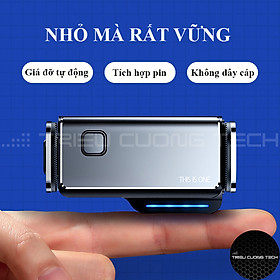 NHỎ MÀ RẤT VỮNG
Giá đỡ tự động
Tích hợp pin
Không dây cáp
TRIEU CUONG TECH
THIS IS ONE
TRIEU CUONG TECH